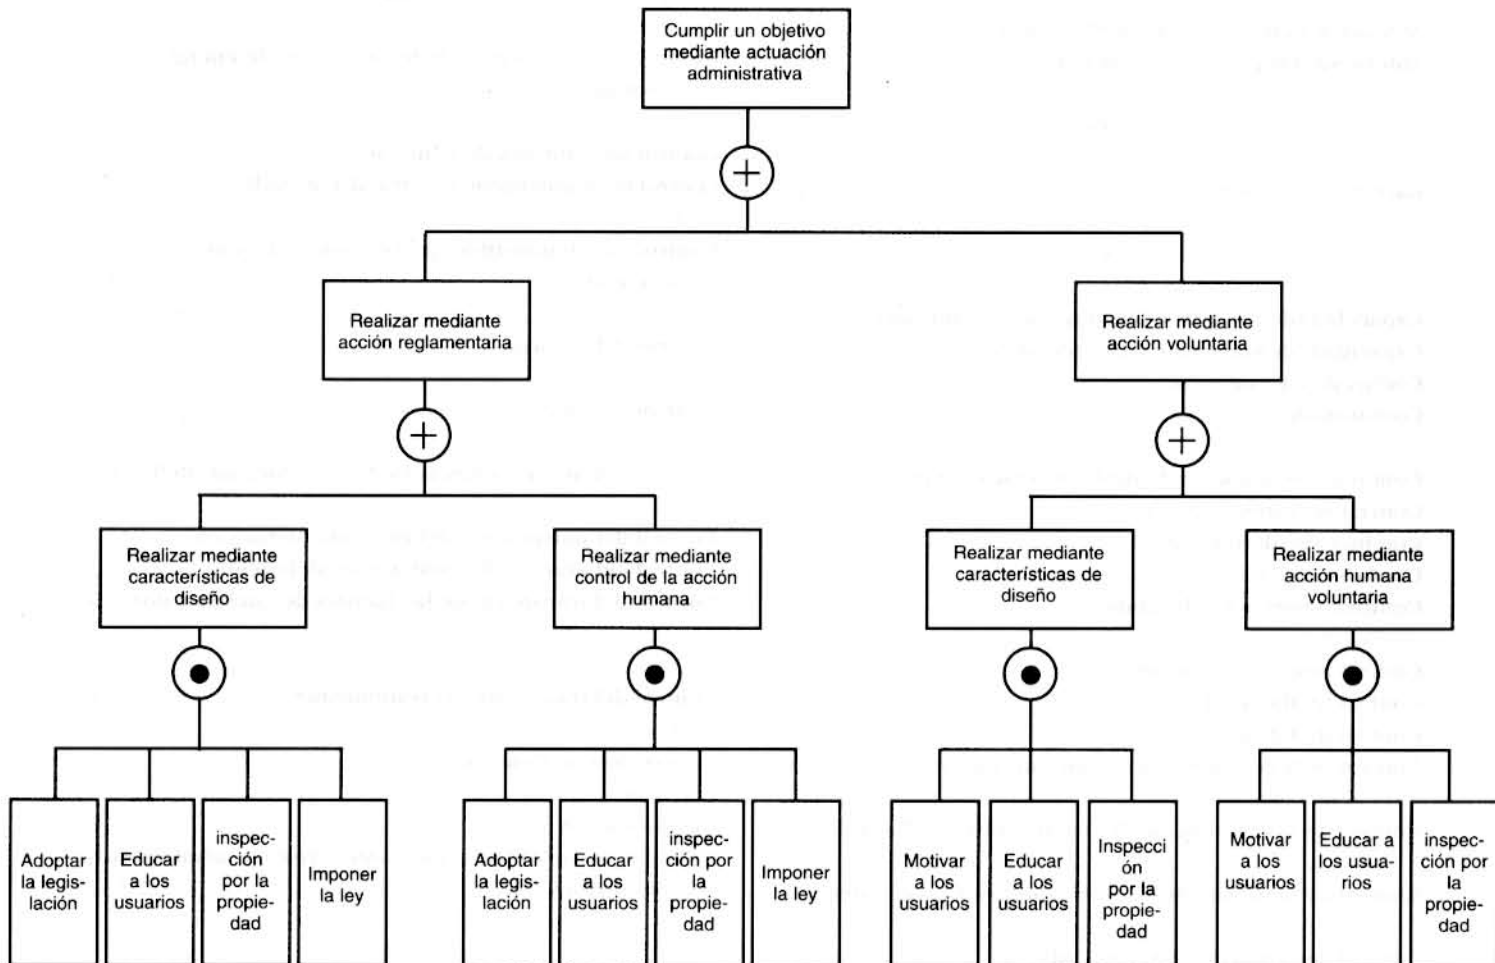 Cumplir un objetivo
mediante actuación
administrativa
Realizar mediante
acción reglamentaria
Realizar mediante
acción voluntaria
Realizar mediante
características de
diseño
Realizar mediante
control de la acción
humana
Realizar mediante
características de
diseño
Realizar mediante
acción humana
voluntaria
Adoptar
la legis-
lación
Educar
a los
usuarios
inspec-
ción
por la
propie-
dad
Imponer
la ley
Adoptar
la legis-
lación
Educar
a los
usuarios
inspec-
ción por
la
propie-
dad
Imponer
la ley
Motivar
a los
usuarios
Educar
a los
usuarios
Inspecci
ón
por la
propie-
dad
Motivar
a los
usuarios
Educar a
los usua-
rios
inspec-
ción por
la
propie-
dad